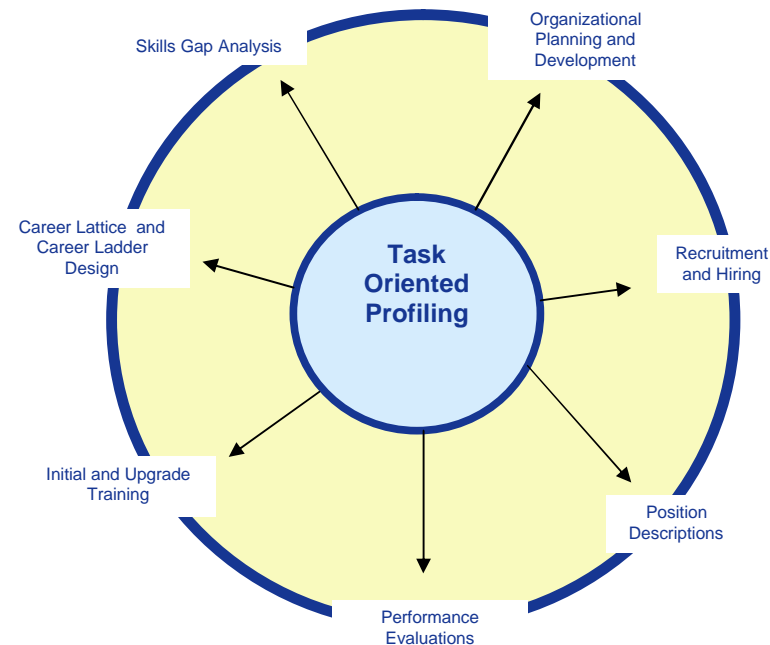 Organizational
Planning and
Development
Skills Gap Analysis
Career Lattice and
Career Ladder
Design
Task
Oriented
Profiling
Recruitment
and Hiring
Initial and Upgrade
Training
Position
Descriptions
Performance
Evaluations